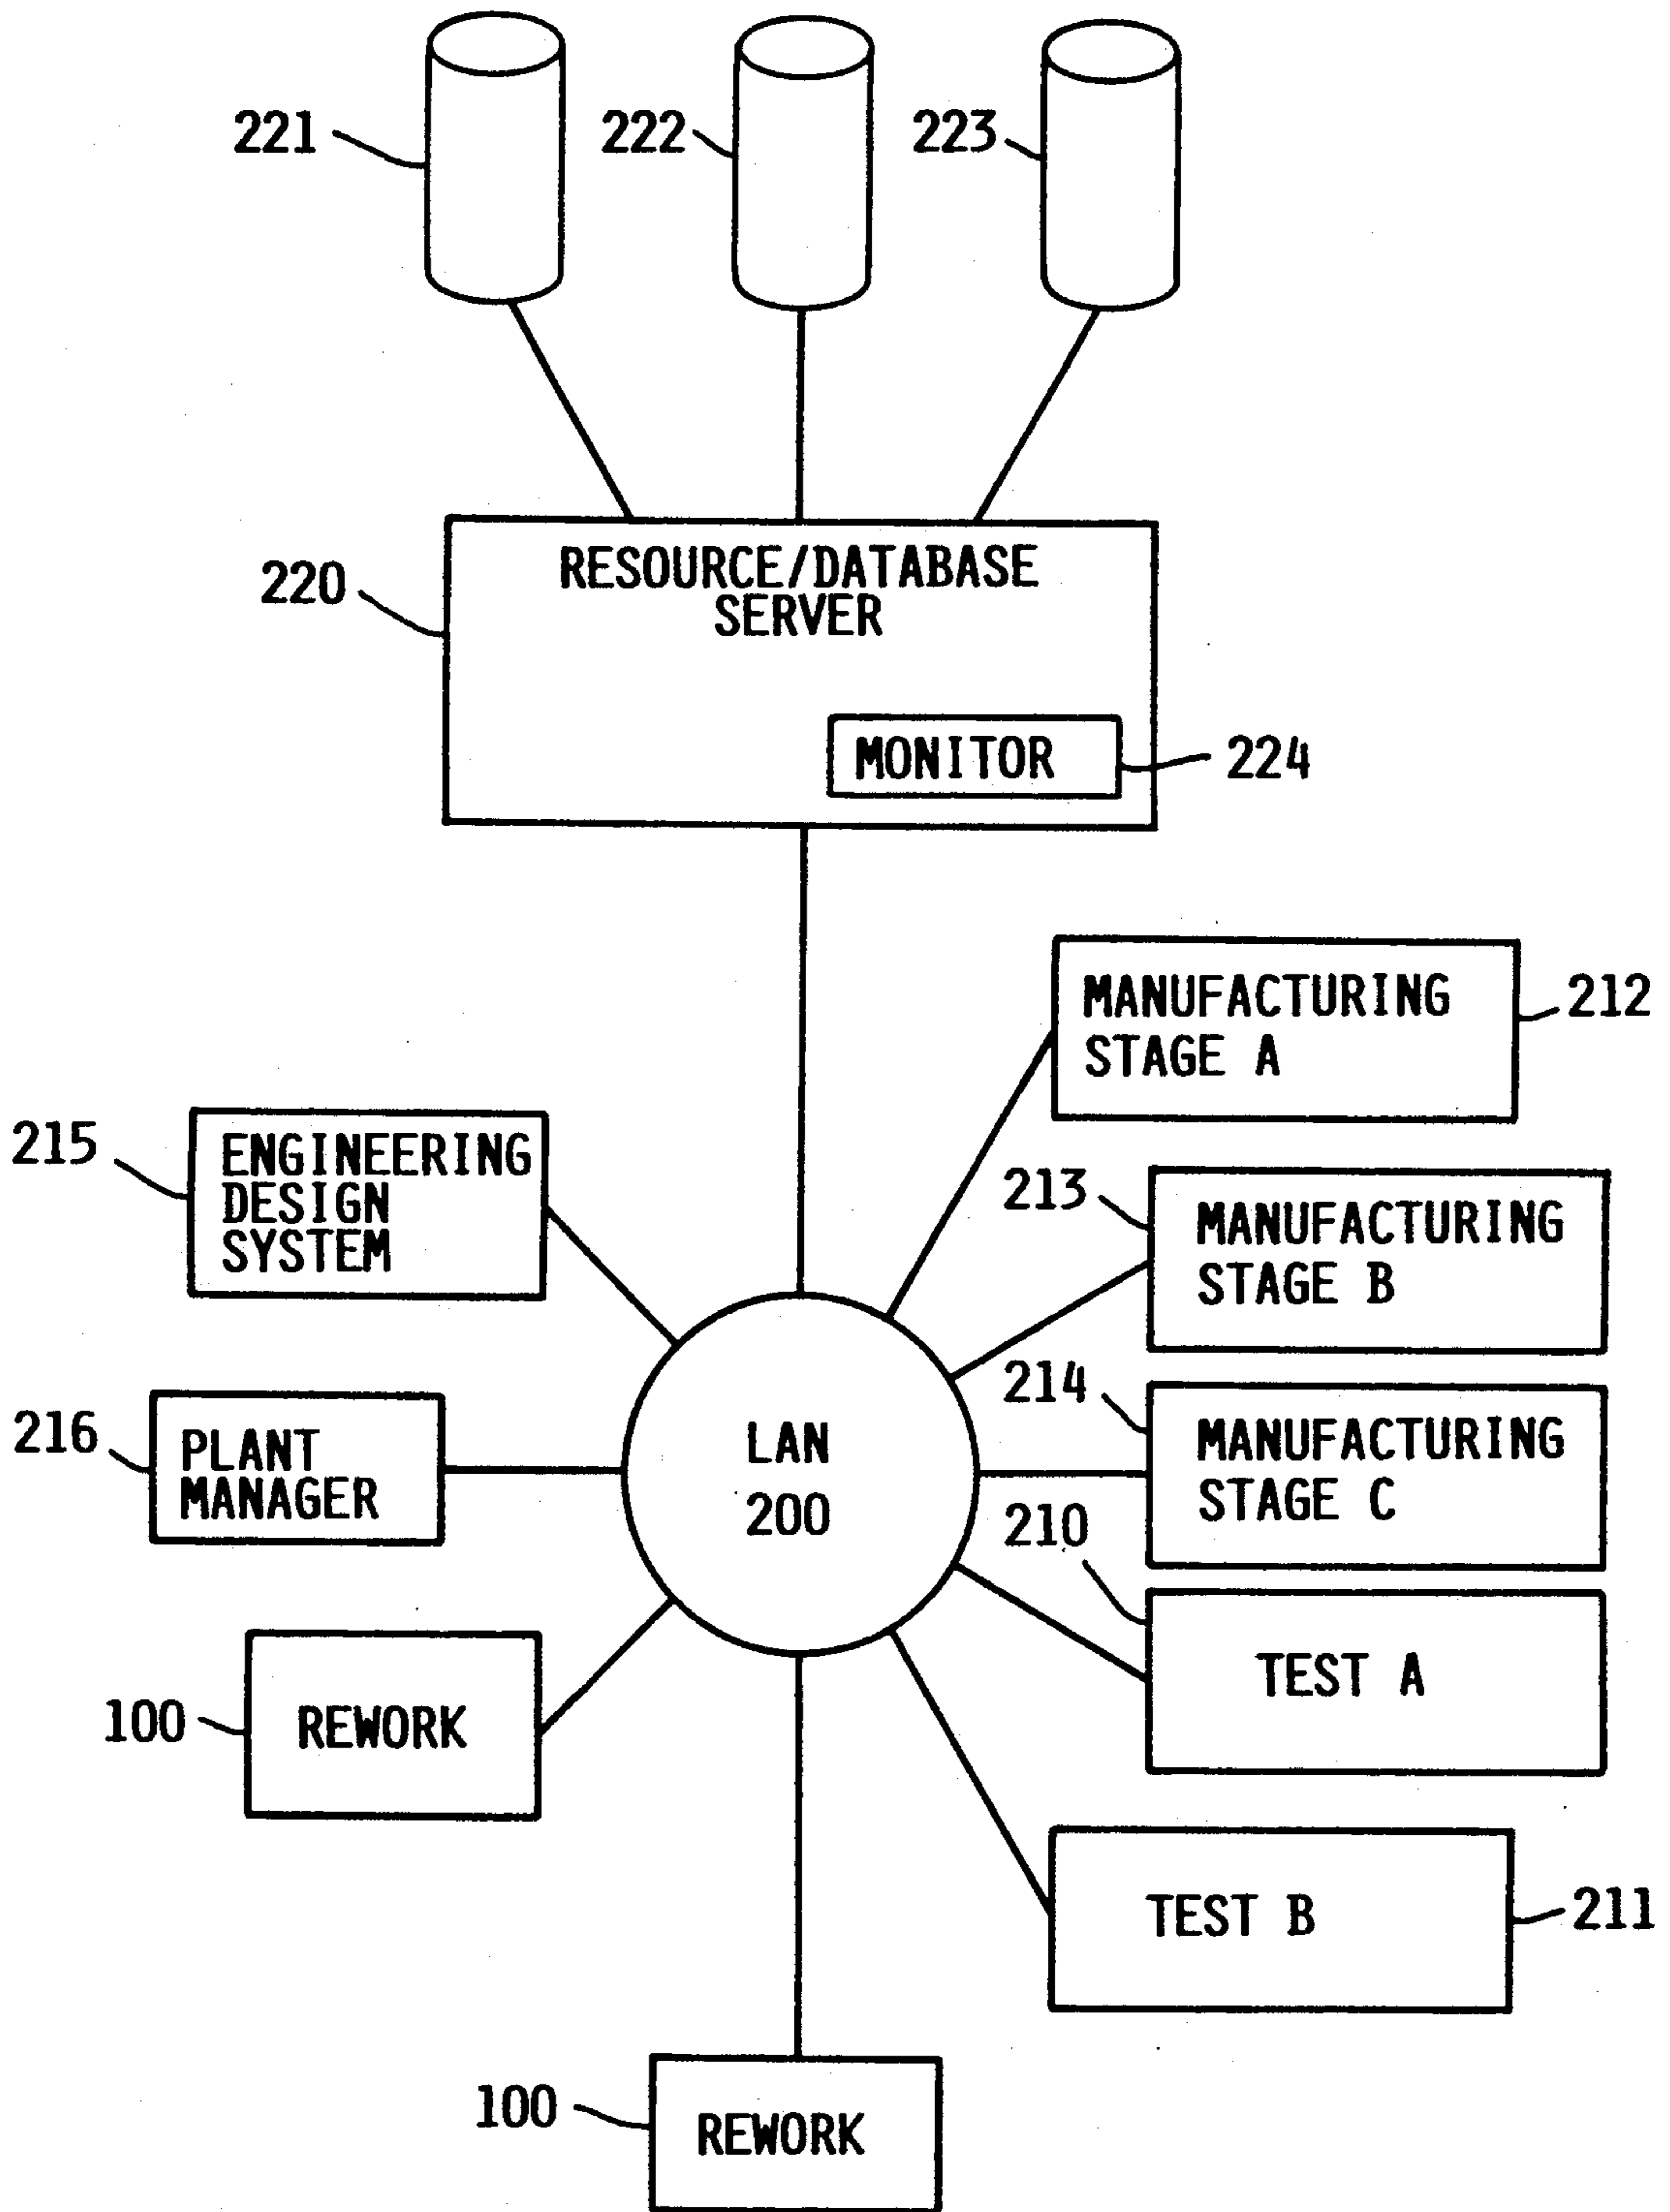 221
222
223
220
RESOURCE/DATABASE
SERVER
MONITOR
224
MANUFACTURING
STAGE A
212
215
ENGINEERING
DESIGN
SYSTEM
213
MANUFACTURING
STAGE B
214
MANUFACTURING
STAGE C
216
PLANT
MANAGER
LAN
200
210
TEST A
100
REWORK
TEST B
211
100
REWORK